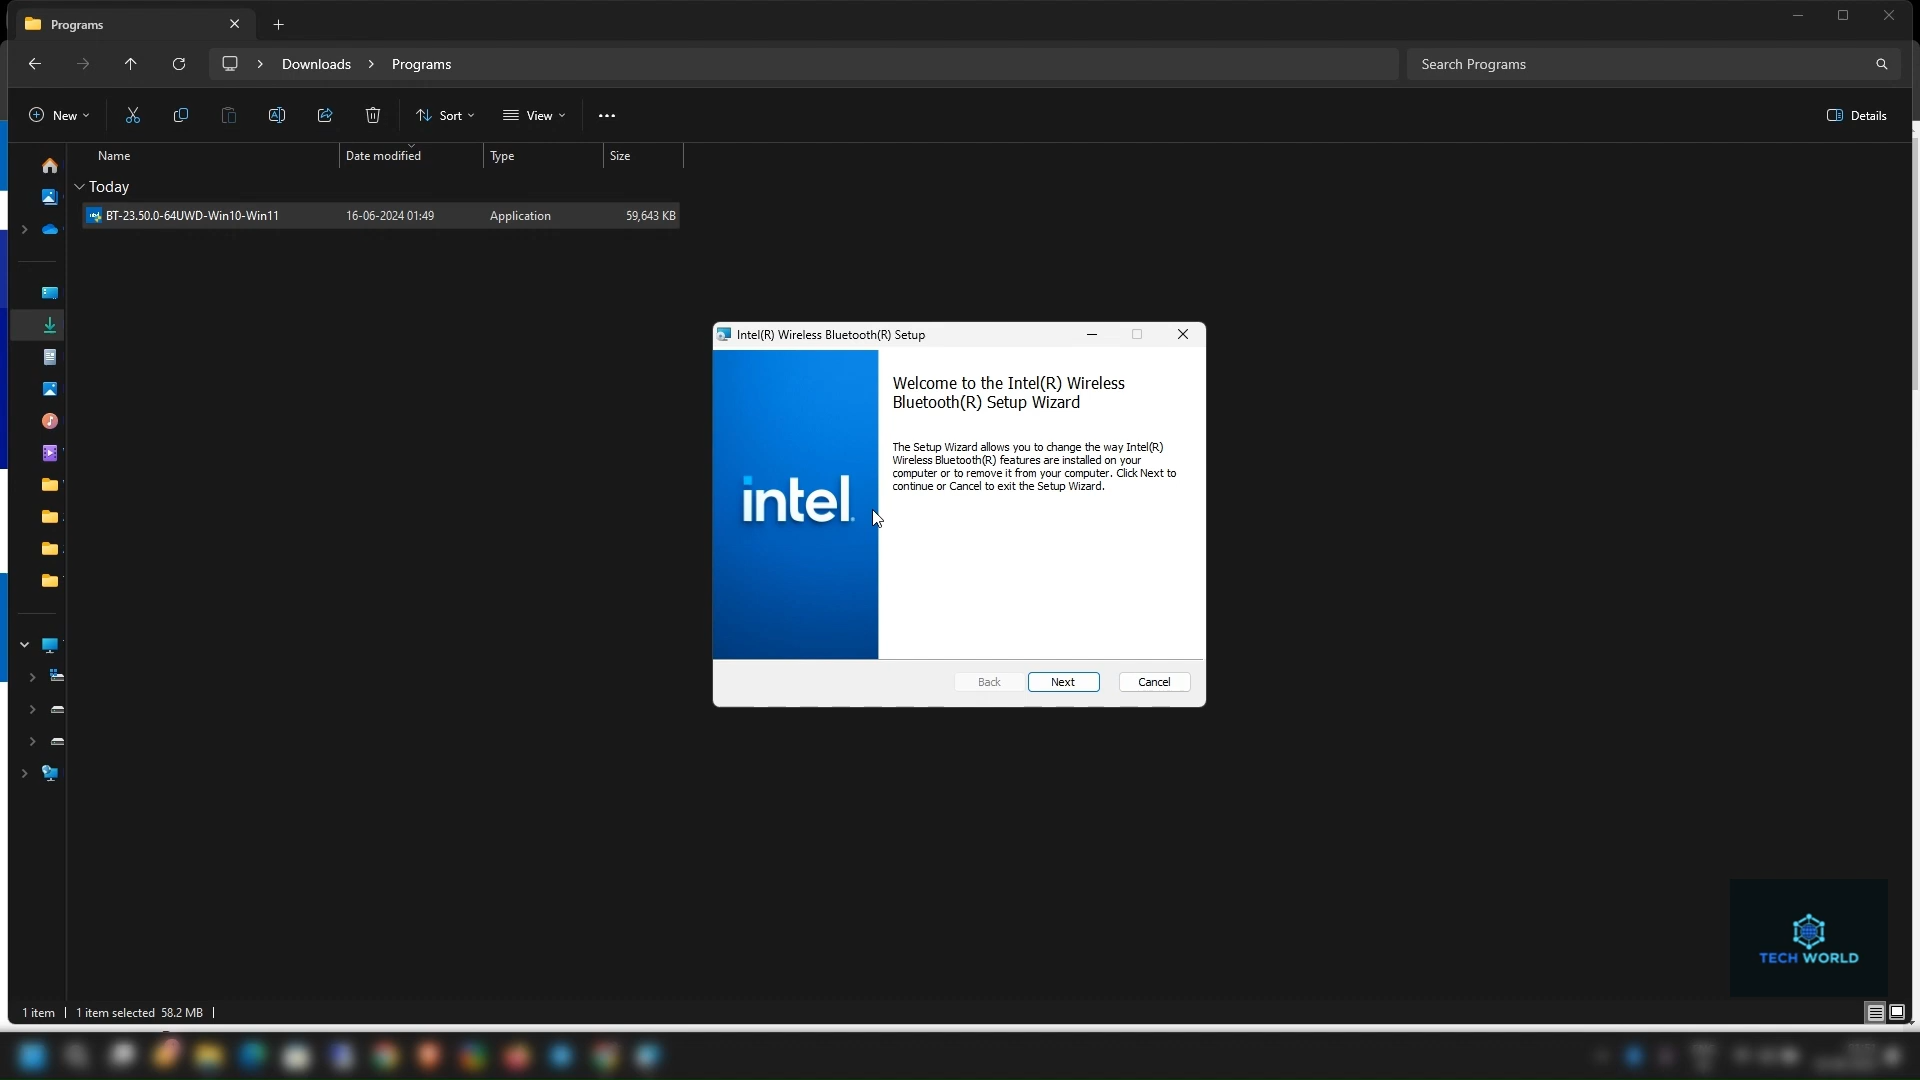 Programs
Downloads
Programs
Search Programs
New
Sort
View
Details
Name
Date modified
Type
Size
Today
BT-23.50.0-64UWD-Win10-Win11
16-06-2024 01:49
Application
59,643 KB
Intel(R) Wireless Bluetooth(R) Setup
Welcome to the Intel(R) Wireless
Bluetooth(R) Setup Wizard
The Setup Wizard allows you to change the way Intel(R)
Wireless Bluetooth(R) features are installed on your
computer or to remove it from your computer. Click Next to
continue or Cancel to exit the Setup Wizard.
intel.
Back
Next
Cancel
TECH WORLD
1 item
1 item selected 58.2 MB